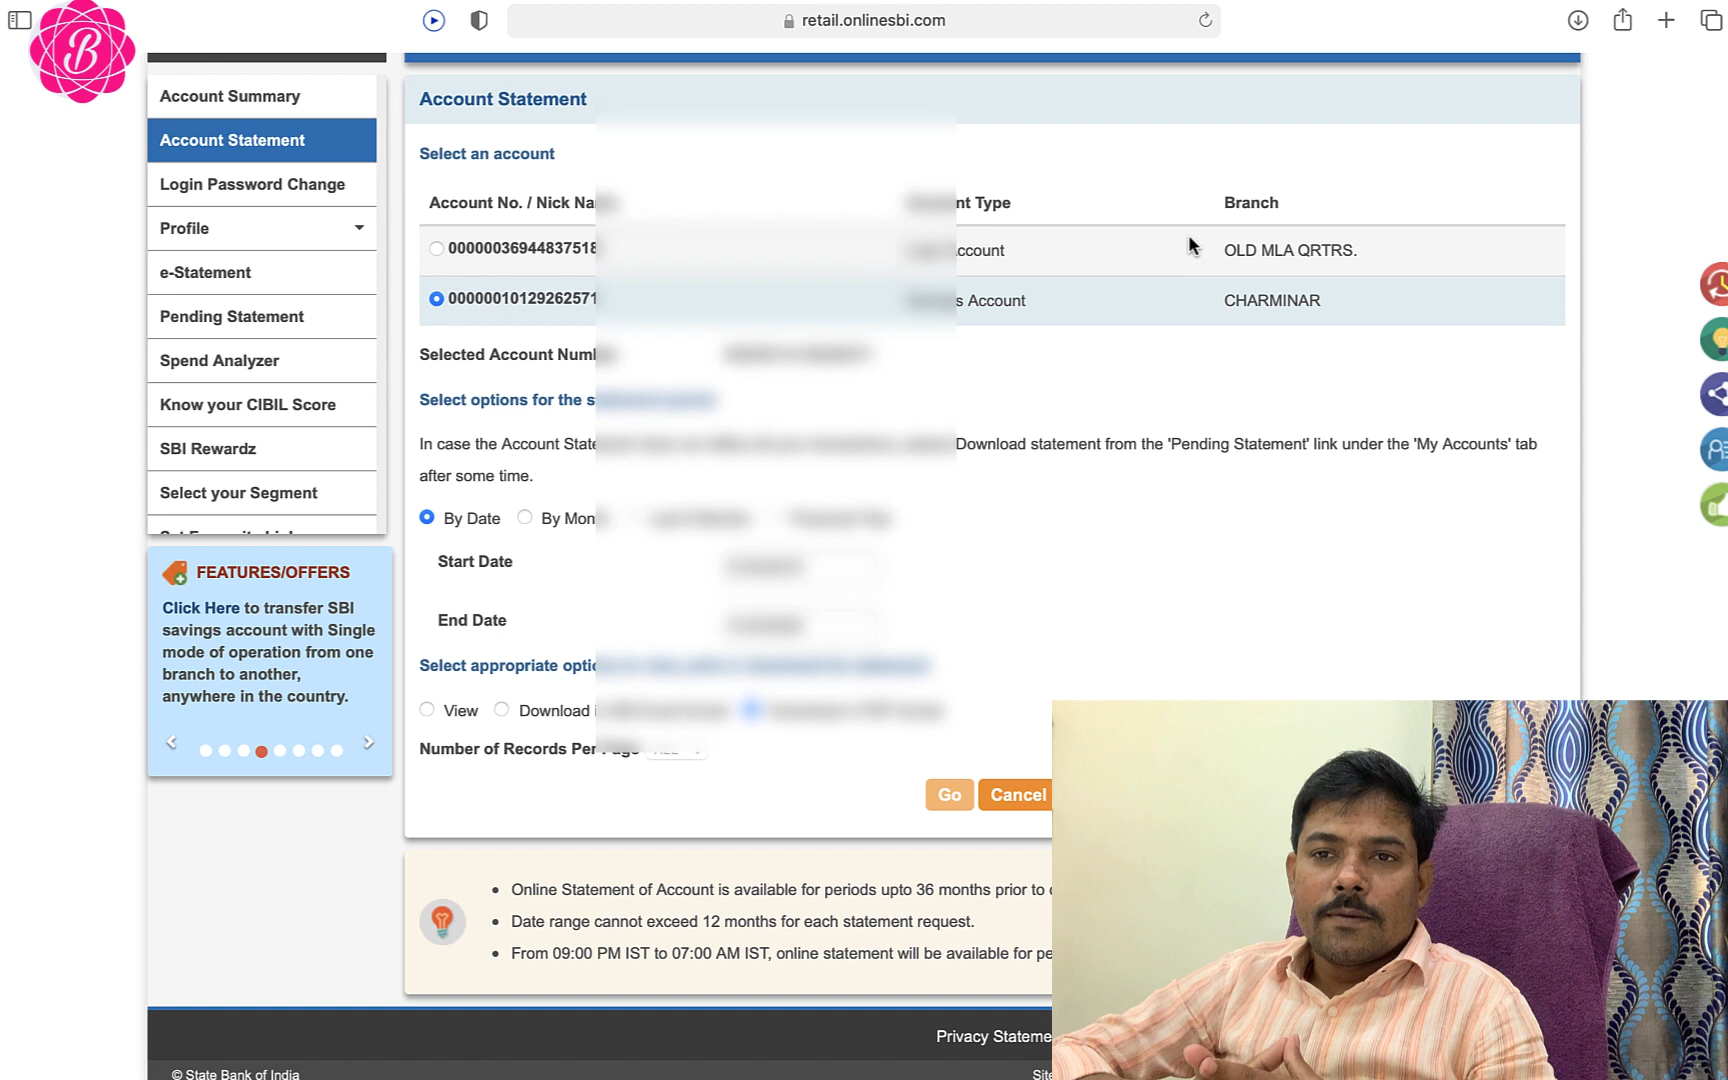 retail.onlinesbi.com
B
Account Summary
Account Statement
Login Password Change
Profile
e-Statement
Pending Statement
Spend Analyzer
Know your CIBIL Score
SBI Rewardz
Select your Segment
FEATURES/OFFERS
Click Here to transfer SBI
savings account with Single
mode of operation from one
branch to another,
anywhere in the country.
Account Statement
Select an account
Account No. / Nick Na nt Type Branch
00000036944837518 ccount OLD MLA QRTRS.
00000010129262571 s Account CHARMINAR
Selected Account Num
Select options for the s
In case the Account State Download statement from the 'Pending Statement' link under the 'My Accounts' tab
after some time.
By Date By Mon
Start Date
End Date
Select appropriate optio
View Download i
Number of Records Per Page
Go Cancel
Online Statement of Account is available for periods upto 36 months prior to
Date range cannot exceed 12 months for each statement request.
From 09:00 PM IST to 07:00 AM IST, online statement will be available for pe
Privacy Stateme
© State Bank of India
Site